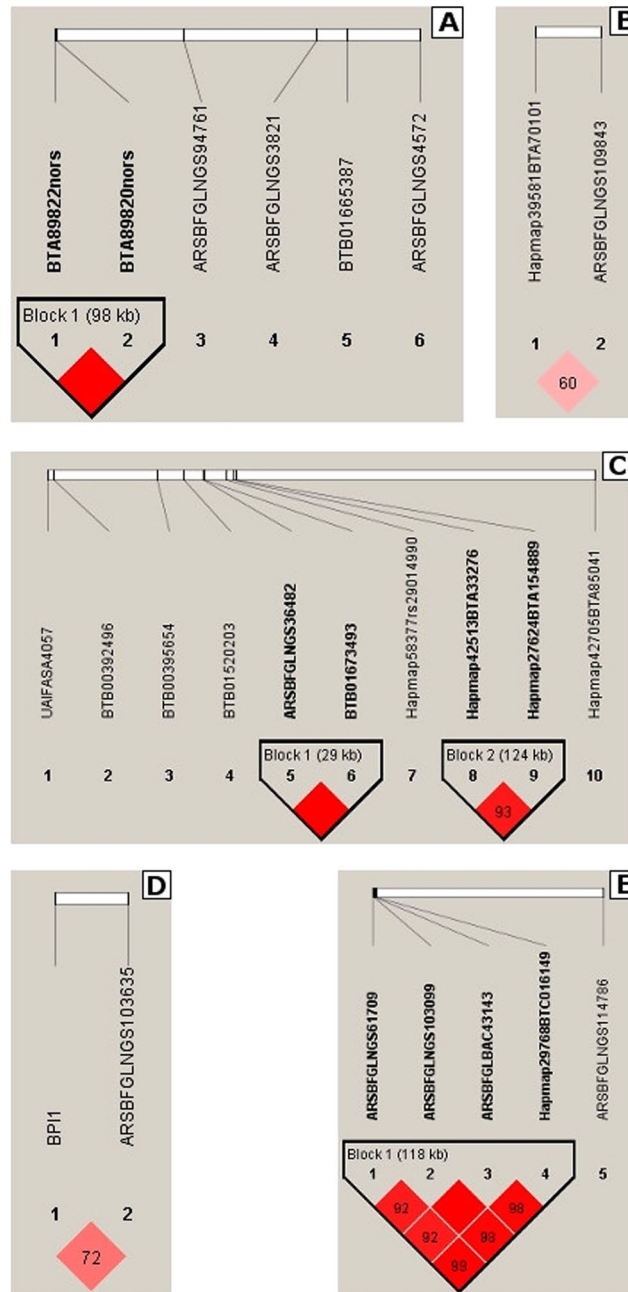 A
BTA89822nors
BTA89820nors
ARSBFGLNGS94761
ARSBFGLNGS3821
BTB01665387
ARSBFGLNGS4572
Block 1 (98 kb)
1 2 3 4 5 6
B
Hapmap39581BTA70101
ARSBFGLNGS109843
1 2
60
C
UAIFASA4057
BTB00392496
BTB00395654
BTB01520203
ARSBFGLNGS36482
BTB01673493
Hapmap58377rs29014990
Hapmap42513BTA33276
Hapmap27624BTA154889
Hapmap42705BTA85041
Block 1 (29 kb) Block 2 (124 kb)
1 2 3 4 5 6 7 8 9 10
93
D
BPI1
ARSBFGLNGS103635
1 2
72
E
ARSBFGLNGS61709
ARSBFGLNGS103099
ARSBFGLBAC43143
Hapmap29768BTC016149
ARSBFGLNGS114786
Block 1 (118 kb)
1 2 3 4 5
92 98
92 98
99